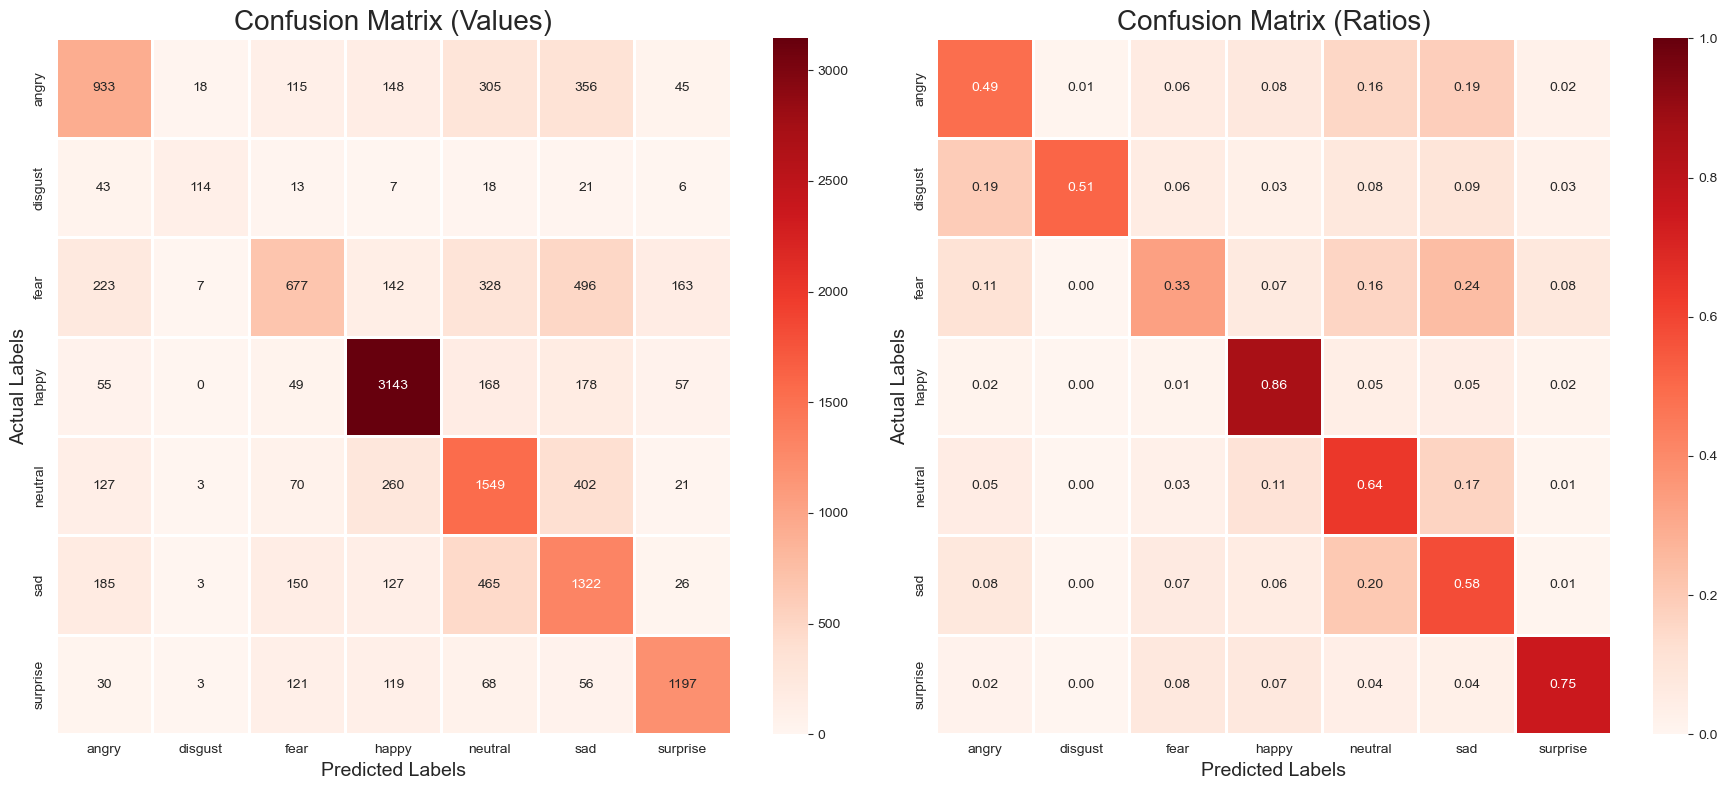 Confusion Matrix (Values)
Actual Labels
angry 933 18 115 148 305 356 45
disgust 43 114 13 7 18 21 6
fear 223 7 677 142 328 496 163
happy 55 0 49 3143 168 178 57
neutral 127 3 70 260 1549 402 21
sad 185 3 150 127 465 1322 26
surprise 30 3 121 119 68 56 1197
angry disgust fear happy neutral sad surprise
Predicted Labels
3000
2500
2000
1500
1000
500
0
Confusion Matrix (Ratios)
Actual Labels
angry 0.49 0.01 0.06 0.08 0.16 0.19 0.02
disgust 0.19 0.51 0.06 0.03 0.08 0.09 0.03
fear 0.11 0.00 0.33 0.07 0.16 0.24 0.08
happy 0.02 0.00 0.01 0.86 0.05 0.05 0.02
neutral 0.05 0.00 0.03 0.11 0.64 0.17 0.01
sad 0.08 0.00 0.07 0.06 0.20 0.58 0.01
surprise 0.02 0.00 0.08 0.07 0.04 0.04 0.75
angry disgust fear happy neutral sad surprise
Predicted Labels
1.0
0.8
0.6
0.4
0.2
0.0